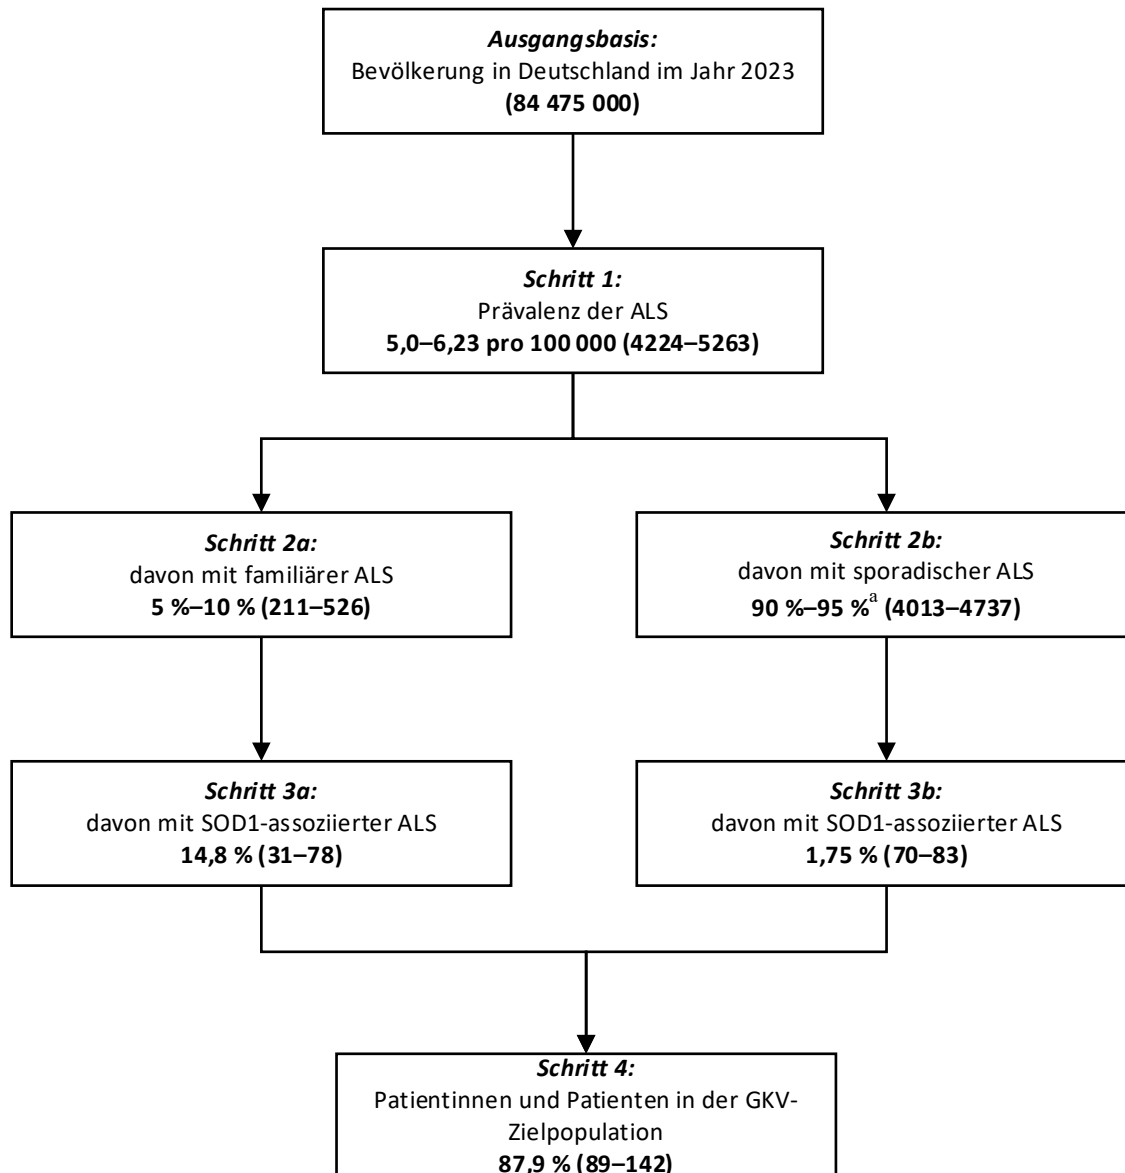 Ausgangsbasis:
Bevölkerung in Deutschland im Jahr 2023
(84 475 000)
Schritt 1:
Prävalenz der ALS
5,0–6,23 pro 100 000 (4224–5263)
Schritt 2a:
davon mit familiärer ALS
5 %–10 % (211–526)
Schritt 2b:
davon mit sporadischer ALS
90 %–95 %ᵃ (4013–4737)
Schritt 3a:
davon mit SOD1-assoziierter ALS
14,8 % (31–78)
Schritt 3b:
davon mit SOD1-assoziierter ALS
1,75 % (70–83)
Schritt 4:
Patientinnen und Patienten in der GKV-
Zielpopulation
87,9 % (89–142)